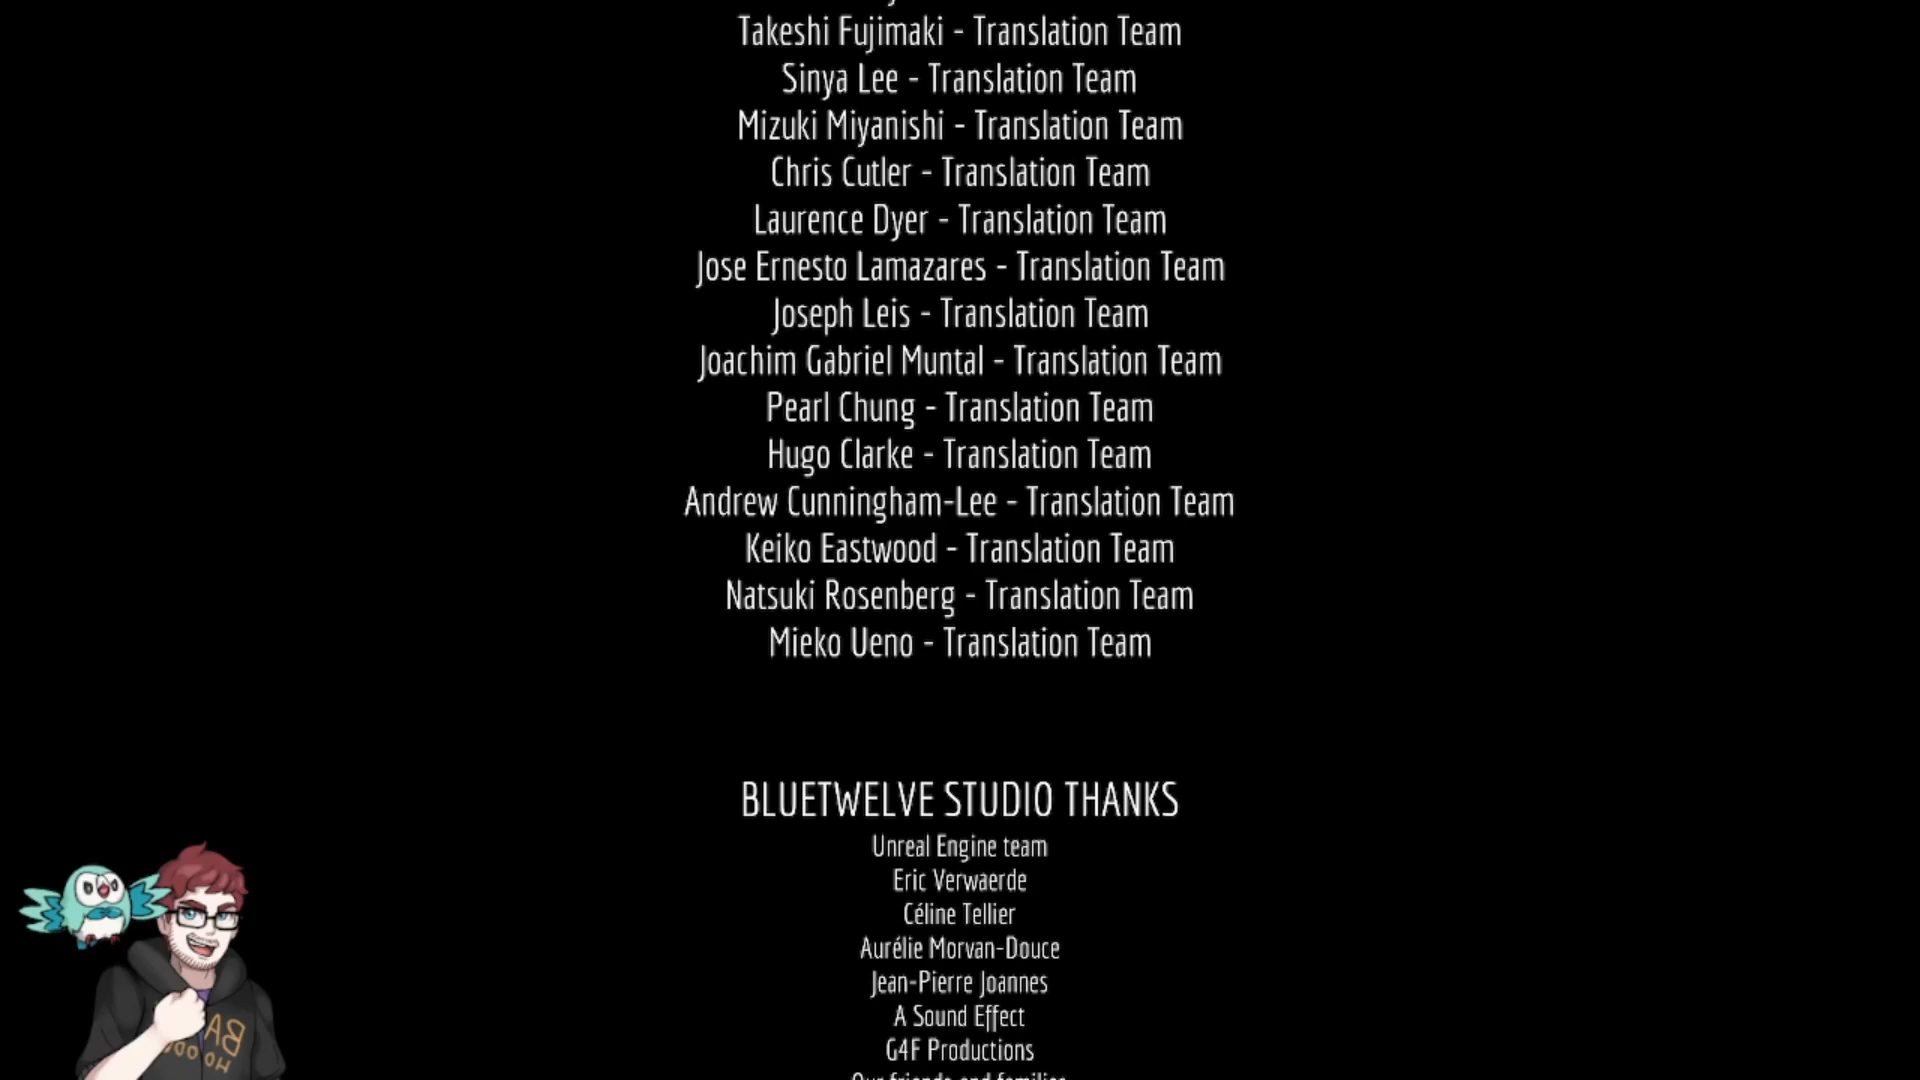 Takeshi Fujimaki - Translation Team
Sinya Lee - Translation Team
Mizuki Miyanishi - Translation Team
Chris Cutler - Translation Team
Laurence Dyer - Translation Team
Jose Ernesto Lamazares - Translation Team
Joseph Leis - Translation Team
Joachim Gabriel Muntal - Translation Team
Pearl Chung - Translation Team
Hugo Clarke - Translation Team
Andrew Cunningham-Lee - Translation Team
Keiko Eastwood - Translation Team
Natsuki Rosenberg - Translation Team
Mieko Ueno - Translation Team
BLUETWELVE STUDIO THANKS
Unreal Engine team
Eric Verwaerde
Céline Tellier
Aurélie Morvan-Douce
Jean-Pierre Joannes
A Sound Effect
G4F Productions
Our friends and families